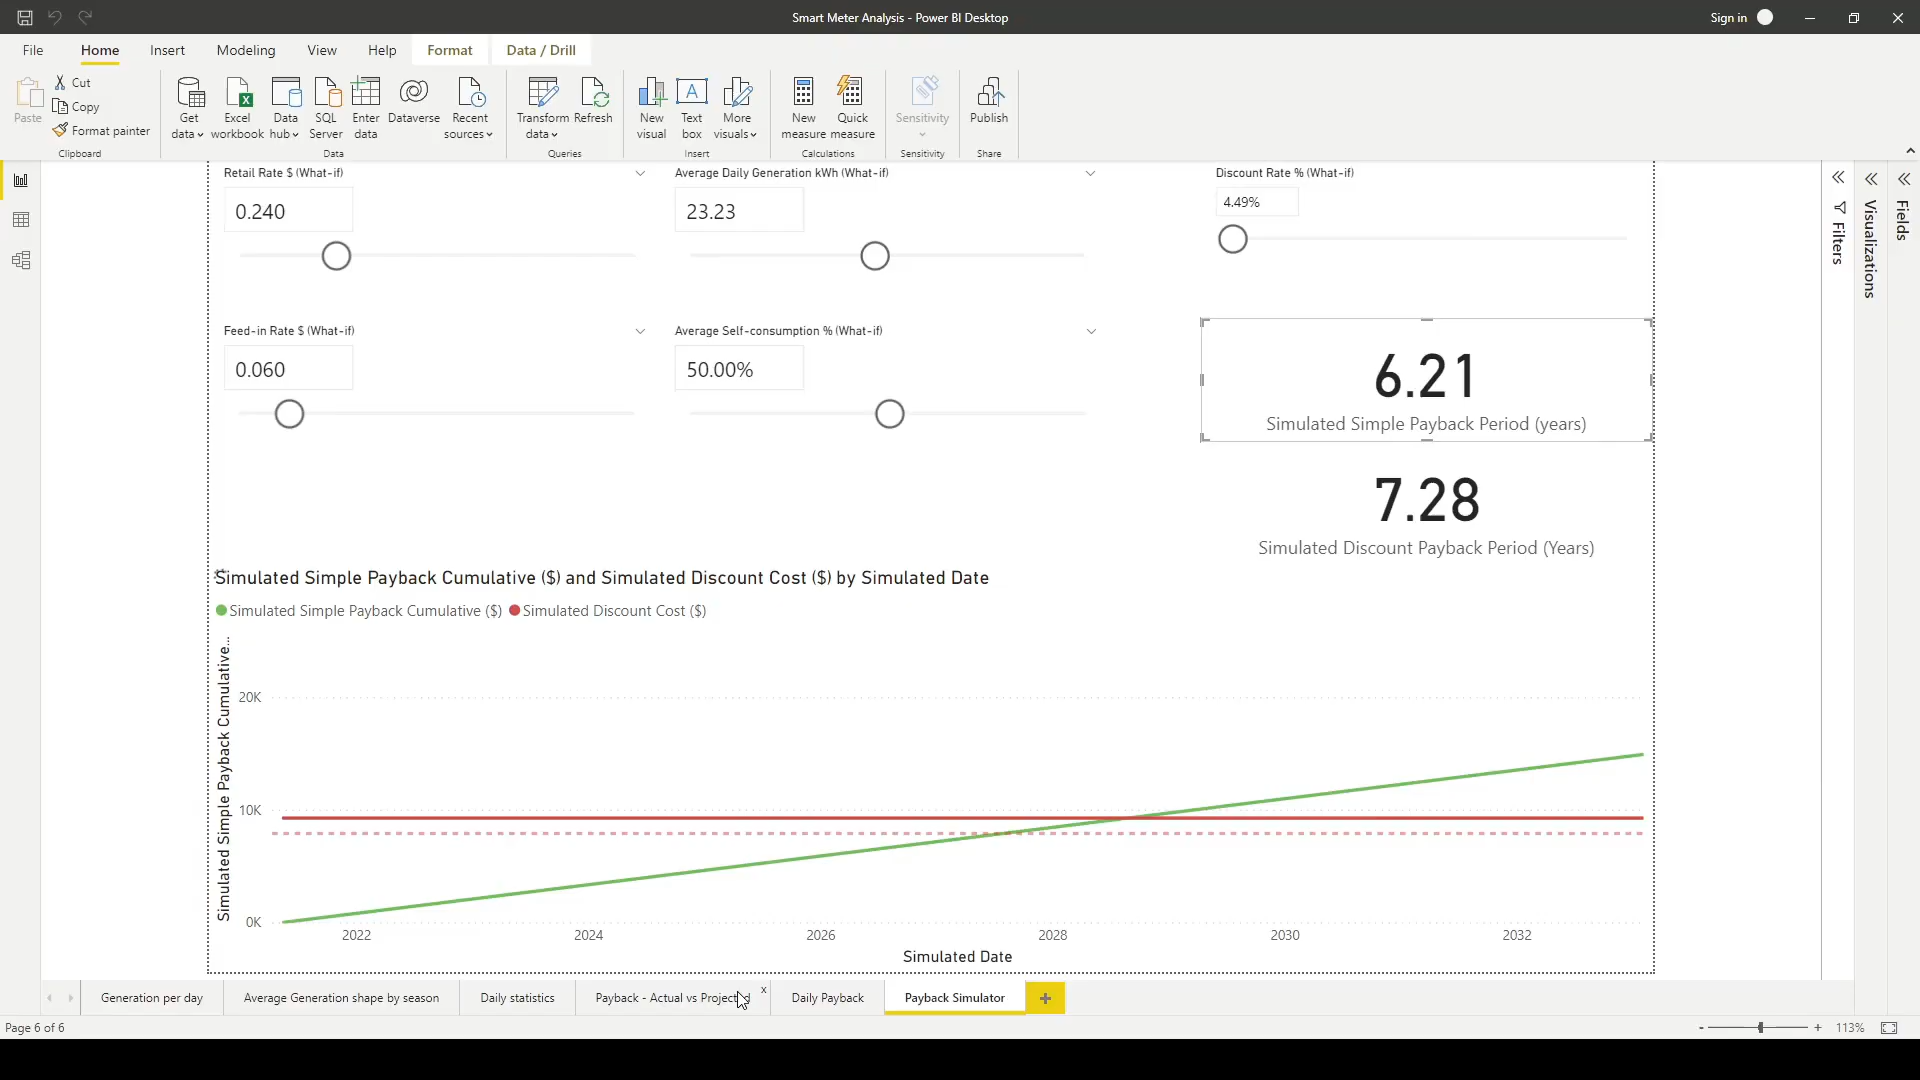 Smart Meter Analysis - Power BI Desktop
Sign in
File Home Insert Modeling View Help Format Data / Drill
Paste
Cut
Copy
Format painter
Clipboard
Get data
Excel workbook
Data hub
SQL Server
Enter data
Dataverse
Recent sources
Data
Transform data
Refresh
Queries
New visual
Text box
More visuals
Insert
New measure
Quick measure
Calculations
Sensitivity
Sensitivity
Publish
Share
Retail Rate $ (What-if)
0.240
Average Daily Generation kWh (What-if)
23.23
Discount Rate % (What-if)
4.49%
Feed-in Rate $ (What-if)
0.060
Average Self-consumption % (What-if)
50.00%
6.21
Simulated Simple Payback Period (years)
7.28
Simulated Discount Payback Period (Years)
Simulated Simple Payback Cumulative ($) and Simulated Discount Cost ($) by Simulated Date
Simulated Simple Payback Cumulative ($) Simulated Discount Cost ($)
Simulated Simple Payback Cumulative...
20K
10K
0K
2022 2024 2026 2028 2030 2032
Simulated Date
Filters
Visualizations
Fields
Generation per day
Average Generation shape by season
Daily statistics
Payback - Actual vs Projected
x
Daily Payback
Payback Simulator
+
Page 6 of 6
- + 113%